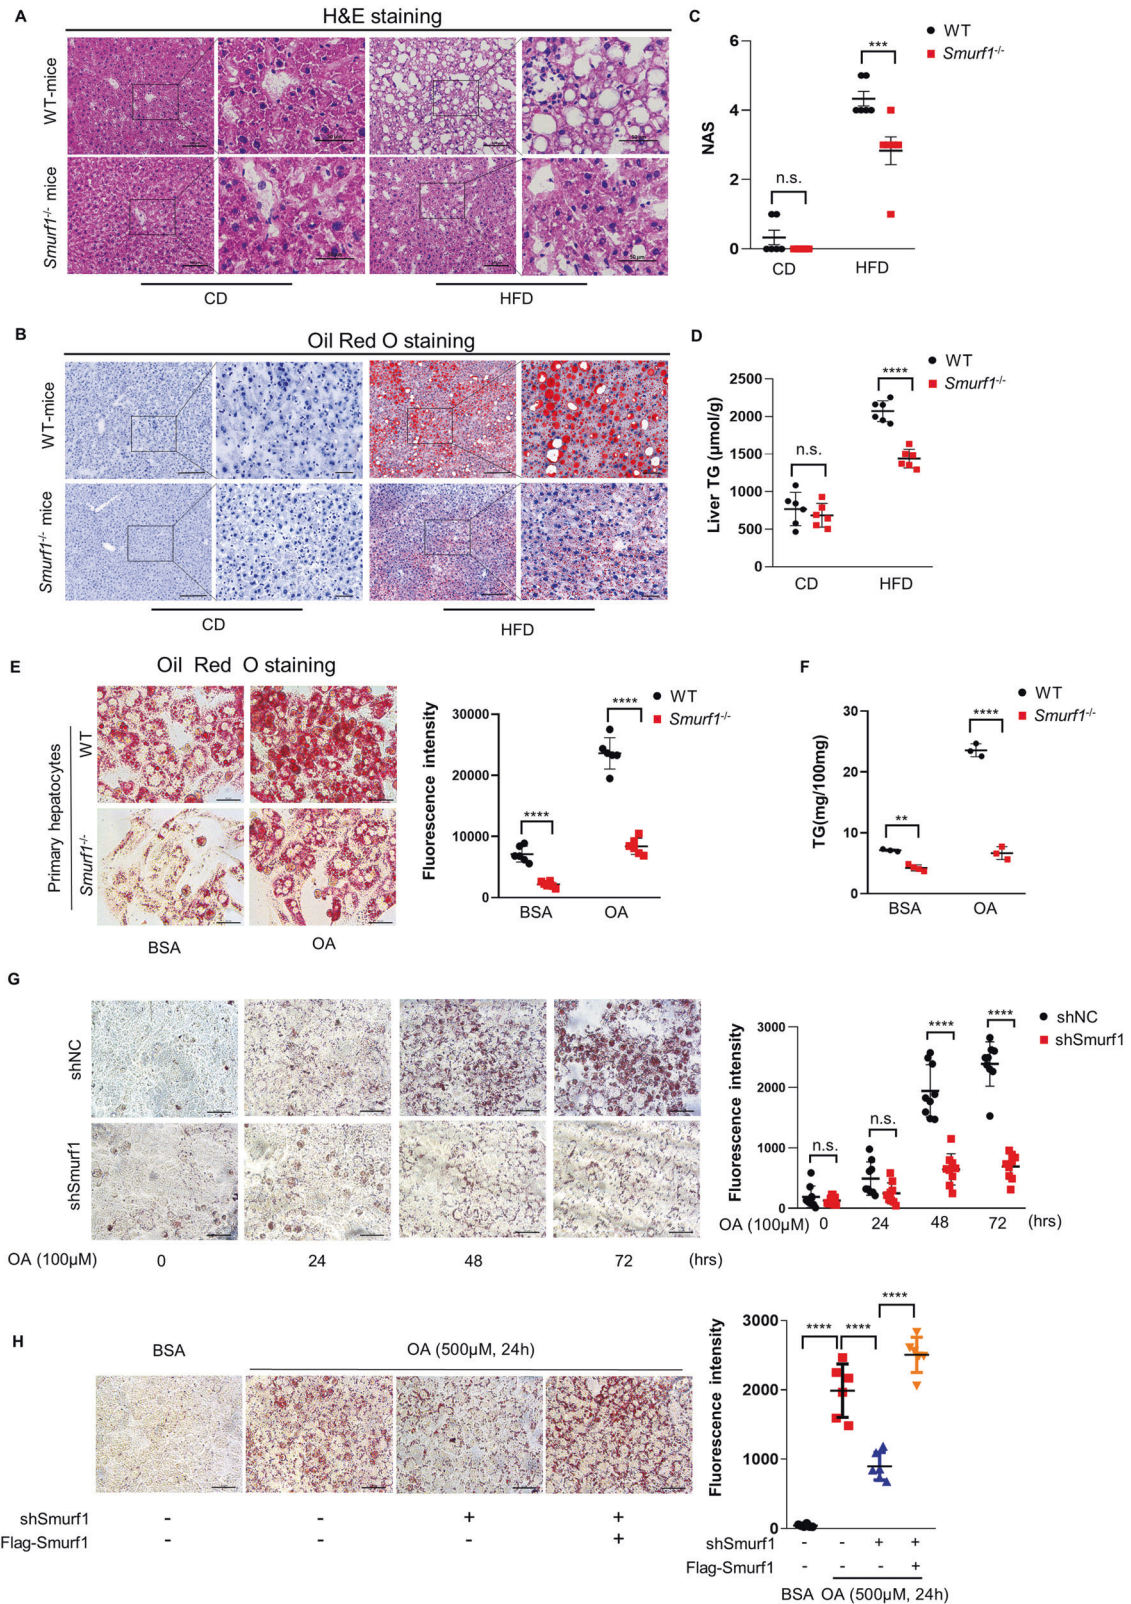 A
H&E staining
WT-mice
Smurf1-/- mice
CD
HFD
C
WT
Smurf1-/-
NAS
6
4
2
0
n.s.
***
CD
HFD
B
Oil Red O staining
WT-mice
Smurf1-/- mice
CD
HFD
D
WT
Smurf1-/-
Liver TG (μmol/g)
2500
2000
1500
1000
500
0
n.s.
****
CD
HFD
E
Oil Red O staining
Primary hepatocytes
WT
Smurf1-/-
BSA
OA
Fluorescence intensity
30000
20000
10000
0
****
****
WT
Smurf1-/-
BSA
OA
F
WT
Smurf1-/-
TG(mg/100mg)
30
20
10
0
**
****
BSA
OA
G
shNC
shSmurf1
OA (100μM) 0 24 48 72 (hrs)
Fluorescence intensity
3000
2000
1000
0
n.s.
n.s.
****
****
shNC
shSmurf1
OA (100μM) 0 24 48 72 (hrs)
H
BSA
OA (500μM, 24h)
shSmurf1 - - + +
Flag-Smurf1 - - - +
Fluorescence intensity
3000
2000
1000
0
****
****
****
shSmurf1 - - + +
Flag-Smurf1 - - - +
BSA OA (500μM, 24h)